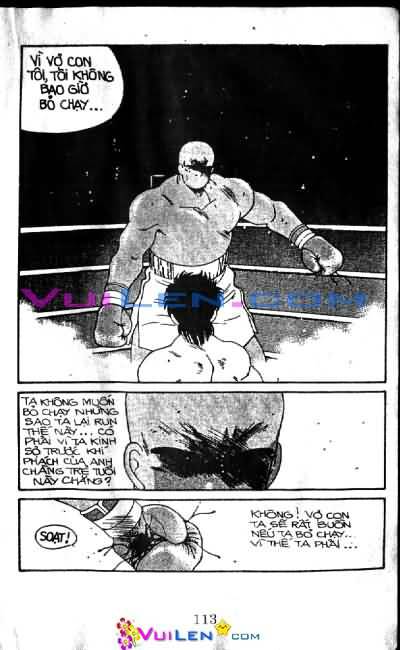 VÌ VỢ CON
TÔI, TÔI KHÔNG
BAO GIỜ
BỎ CHẠY...
VUILEN.COM
TA KHÔNG MUỐN
BỎ CHẠY NHƯNG
SAO TA LẠI RUN
THẾ NÀY... CÓ
PHẢI VÌ TA KINH
SỢ TRƯỚC KHÍ
PHÁCH CỦA ANH
CHÀNG TRẺ TUỔI
NÀY CHĂNG?
SOẠT!
KHÔNG! VỢ CON
TA SẼ RẤT BUỒN
NẾU TA BỎ CHẠY...
VÌ THẾ TA PHẢI...
113
VUILEN.COM